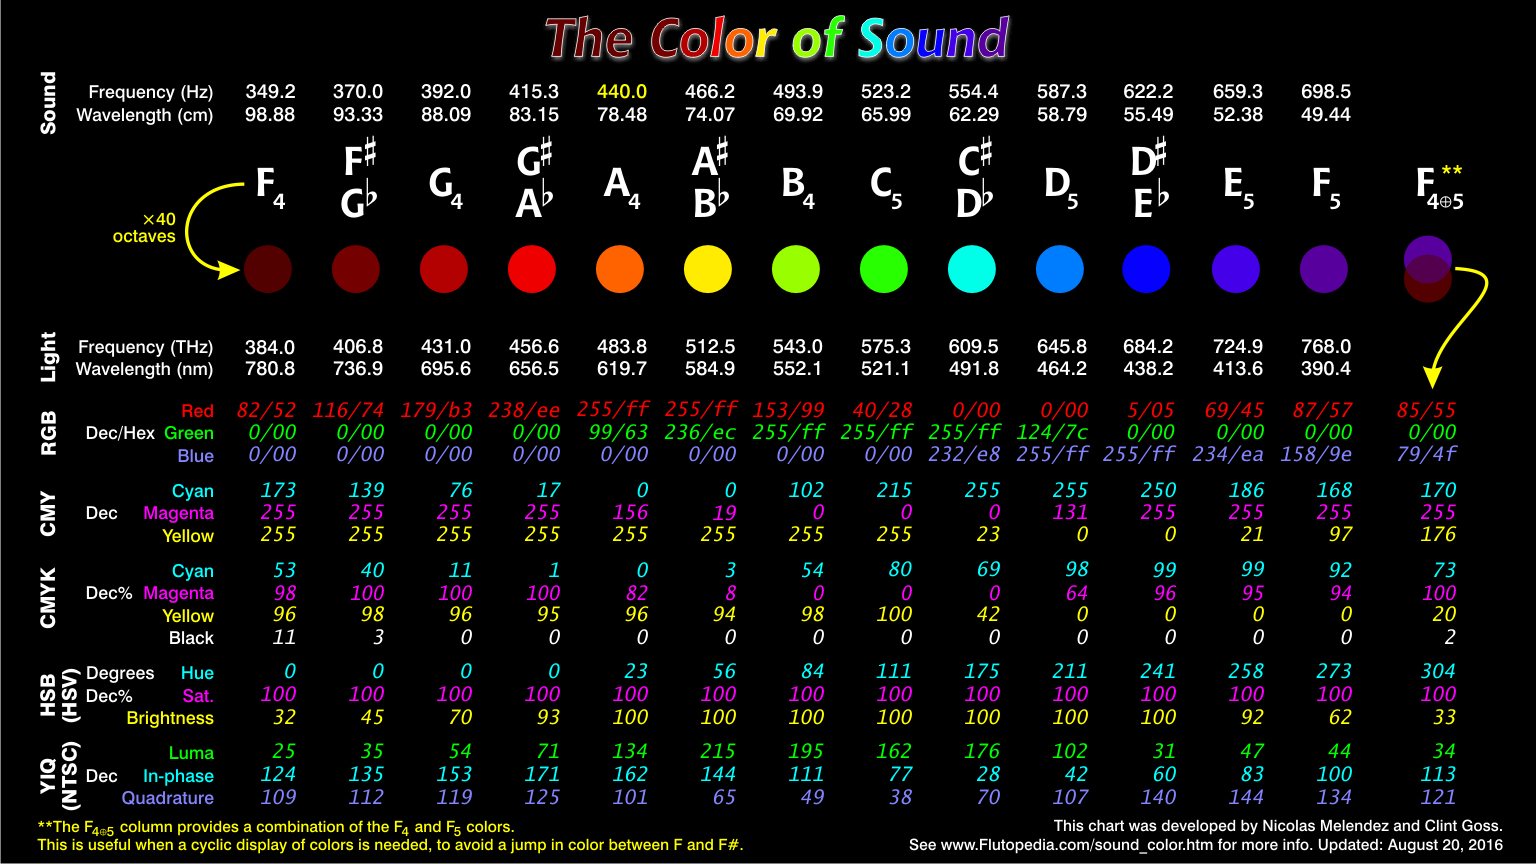 The Color of Sound
Sound
Frequency (Hz) 349.2 370.0 392.0 415.3 440.0 466.2 493.9 523.2 554.4 587.3 622.2 659.3 698.5
Wavelength (cm) 98.88 93.33 88.09 83.15 78.48 74.07 69.92 65.99 62.29 58.79 55.49 52.38 49.44
F♯ G♯ A♯ C♯ D♯
F4 G4 A4 B4 C5 D5 E5 F5 F4⊕5**
G♭ A♭ B♭ D♭ E♭
×40
octaves
Light
Frequency (THz) 384.0 406.8 431.0 456.6 483.8 512.5 543.0 575.3 609.5 645.8 684.2 724.9 768.0
Wavelength (nm) 780.8 736.9 695.6 656.5 619.7 584.9 552.1 521.1 491.8 464.2 438.2 413.6 390.4
RGB
Red 82/52 116/74 179/b3 238/ee 255/ff 255/ff 153/99 40/28 0/00 0/00 5/05 69/45 87/57 85/55
Dec/Hex Green 0/00 0/00 0/00 0/00 99/63 236/ec 255/ff 255/ff 255/ff 124/7c 0/00 0/00 0/00 0/00
Blue 0/00 0/00 0/00 0/00 0/00 0/00 0/00 0/00 232/e8 255/ff 255/ff 234/ea 158/9e 79/4f
CMY
Cyan 173 139 76 17 0 0 102 215 255 255 250 186 168 170
Dec Magenta 255 255 255 255 156 19 0 0 0 131 255 255 255 255
Yellow 255 255 255 255 255 255 255 255 23 0 0 21 97 176
CMYK
Cyan 53 40 11 1 0 3 54 80 69 98 99 99 92 73
Dec% Magenta 98 100 100 100 82 8 0 0 0 64 96 95 94 100
Yellow 96 98 96 95 96 94 98 100 42 0 0 0 0 20
Black 11 3 0 0 0 0 0 0 0 0 0 0 0 2
HSB
(HSV)
Degrees Hue 0 0 0 0 23 56 84 111 175 211 241 258 273 304
Dec% Sat. 100 100 100 100 100 100 100 100 100 100 100 100 100 100
Brightness 32 45 70 93 100 100 100 100 100 100 100 92 62 33
YIQ
(NTSC)
Luma 25 35 54 71 134 215 195 162 176 102 31 47 44 34
Dec In-phase 124 135 153 171 162 144 111 77 28 42 60 83 100 113
Quadrature 109 112 119 125 101 65 49 38 70 107 140 144 134 121
**The F4⊕5 column provides a combination of the F4 and F5 colors.
This is useful when a cyclic display of colors is needed, to avoid a jump in color between F and F#.
This chart was developed by Nicolas Melendez and Clint Goss.
See www.Flutopedia.com/sound_color.htm for more info. Updated: August 20, 2016